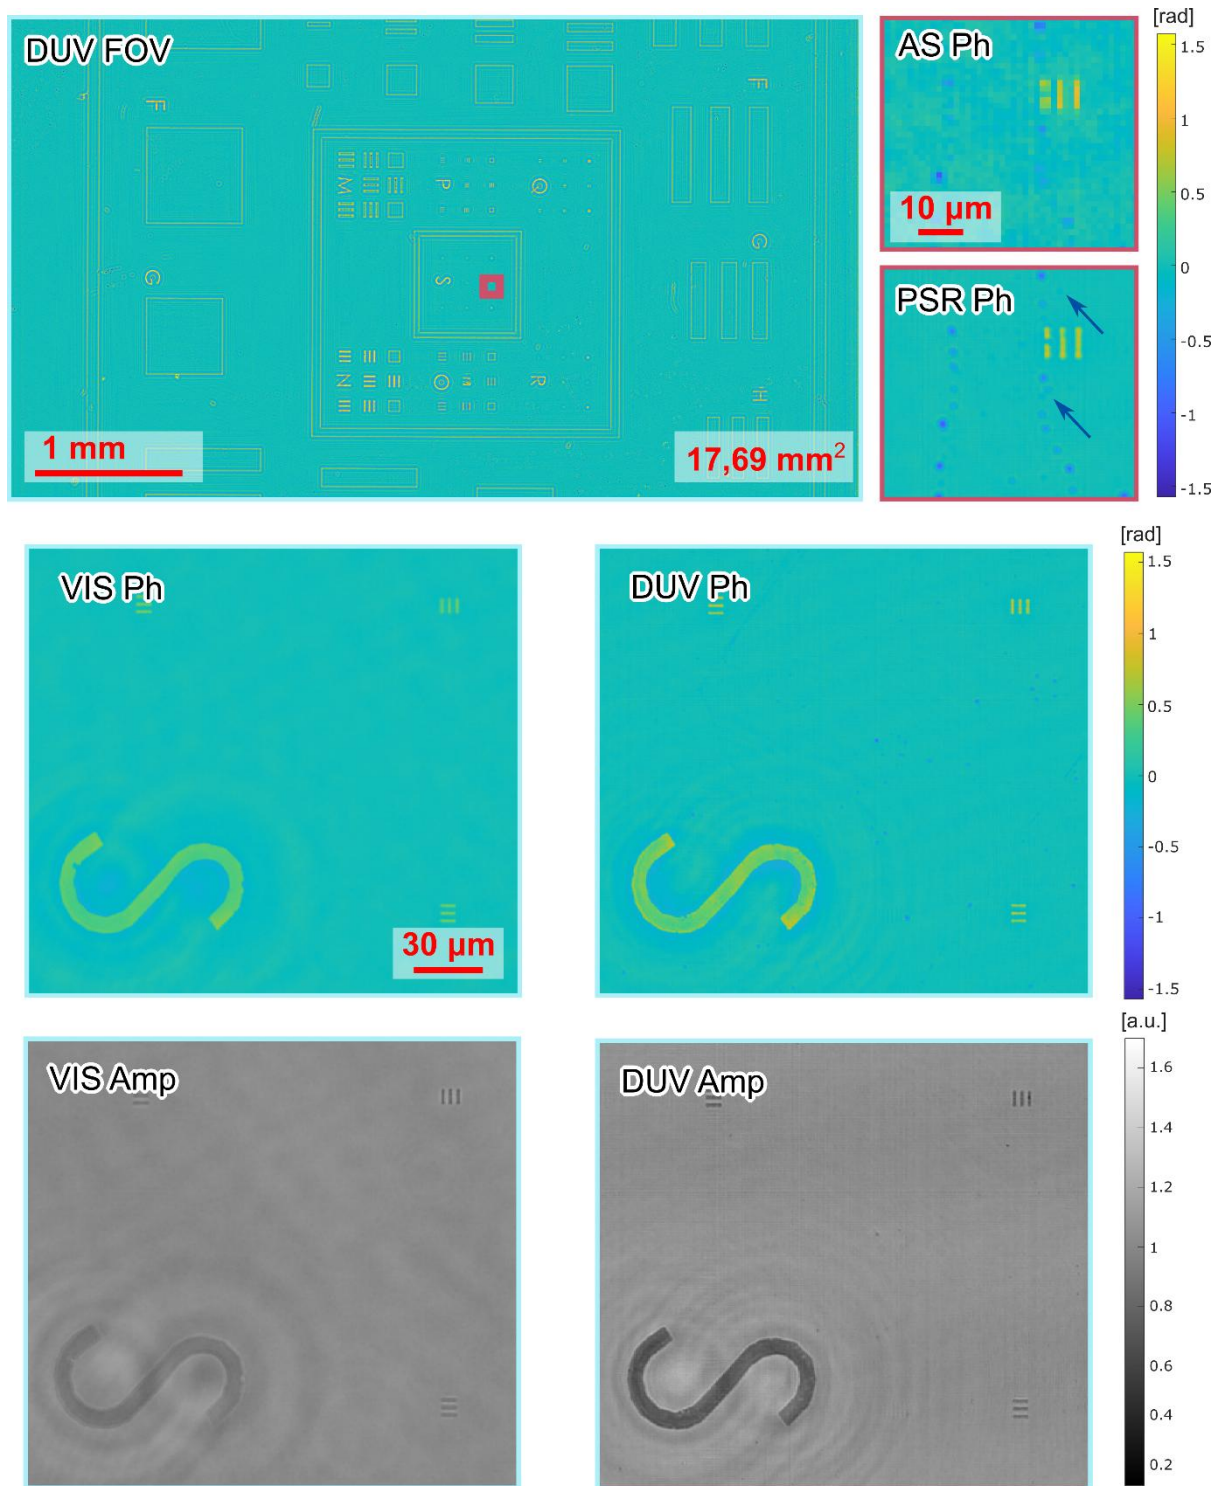 DUV FOV
F
F
G
G
H
M
P
Q
S
N
O
R
1 mm
17,69 mm²
AS Ph
10 µm
PSR Ph
[rad]
1.5
1
0.5
0
-0.5
-1
-1.5
VIS Ph
30 µm
DUV Ph
[rad]
1.5
1
0.5
0
-0.5
-1
-1.5
VIS Amp
DUV Amp
[a.u.]
1.6
1.4
1.2
1
0.8
0.6
0.4
0.2